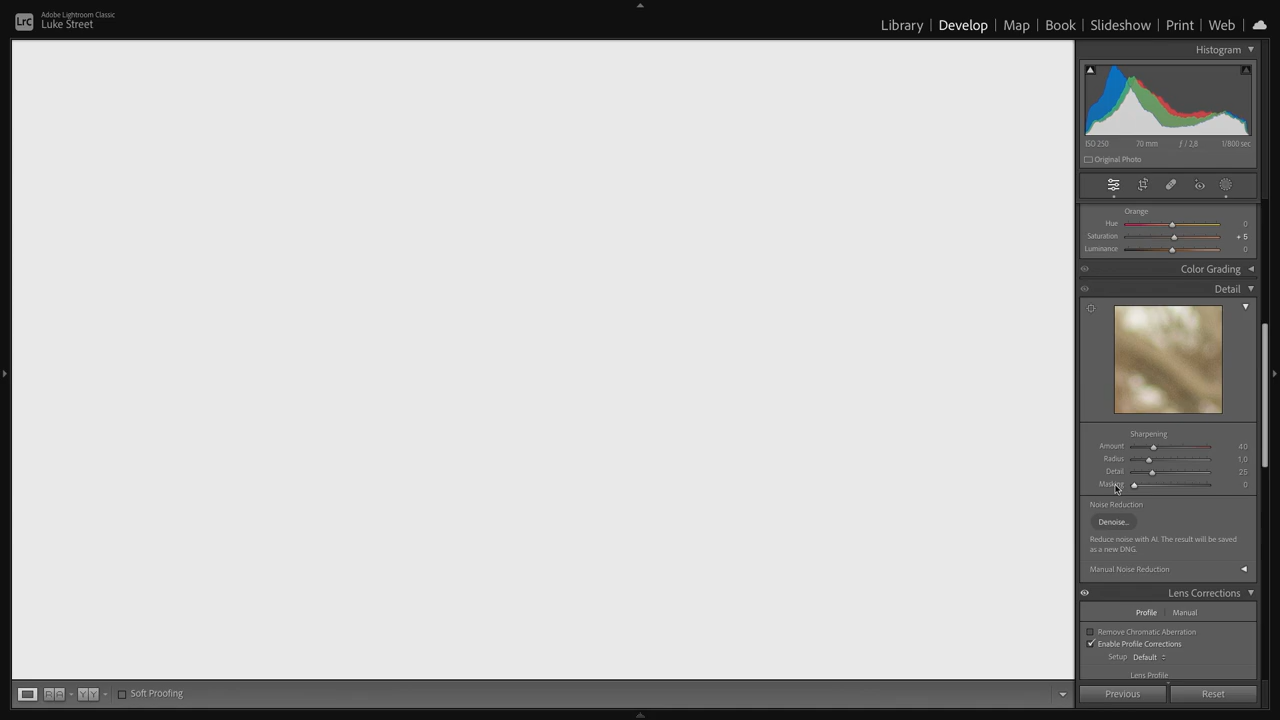 Adobe Lightroom Classic
Luke Street
Library | Develop | Map | Book | Slideshow | Print | Web
Histogram
ISO 250 70 mm ƒ / 2,8 1/800 sec
Original Photo
Orange
Hue 0
Saturation + 5
Luminance 0
Color Grading
Detail
Sharpening
Amount 40
Radius 1,0
Detail 25
Masking 0
Noise Reduction
Denoise...
Reduce noise with AI. The result will be saved
as a new DNG.
Manual Noise Reduction
Lens Corrections
Profile | Manual
Remove Chromatic Aberration
Enable Profile Corrections
Setup Default
Lens Profile
Soft Proofing
Previous Reset